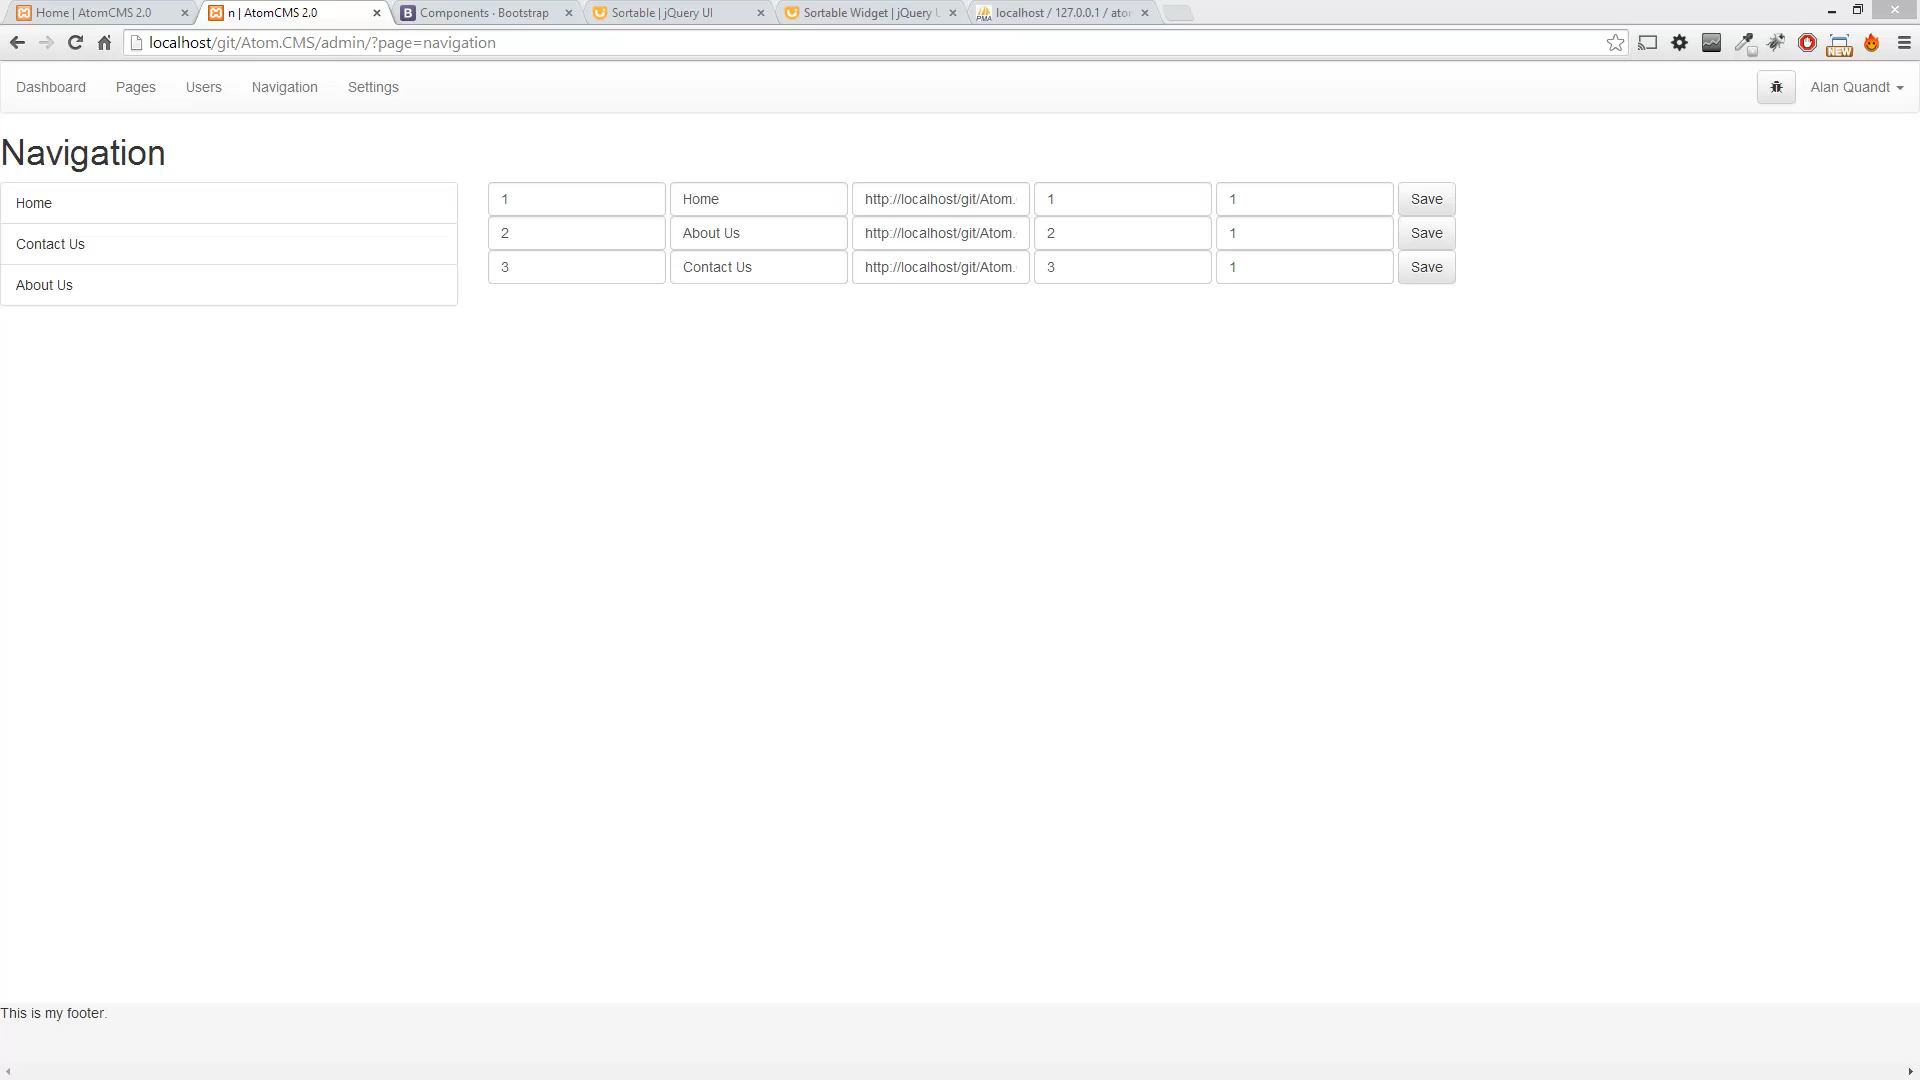 Home | AtomCMS 2.0
n | AtomCMS 2.0
Components · Bootstrap
Sortable | jQuery UI
Sortable Widget | jQuery U
localhost / 127.0.0.1 / ato
localhost/git/Atom.CMS/admin/?page=navigation
NEW
Dashboard Pages Users Navigation Settings
Alan Quandt
Navigation
Home
Contact Us
About Us
1 Home http://localhost/git/Atom. 1 1 Save
2 About Us http://localhost/git/Atom. 2 1 Save
3 Contact Us http://localhost/git/Atom. 3 1 Save
This is my footer.